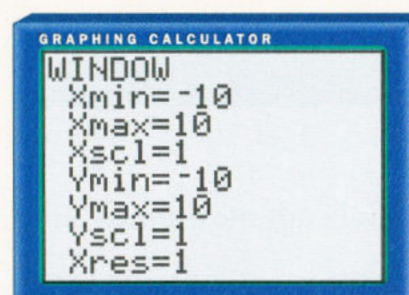 GRAPHING CALCULATOR
WINDOW
Xmin=-10
Xmax=10
Xscl=1
Ymin=-10
Ymax=10
Yscl=1
Xres=1